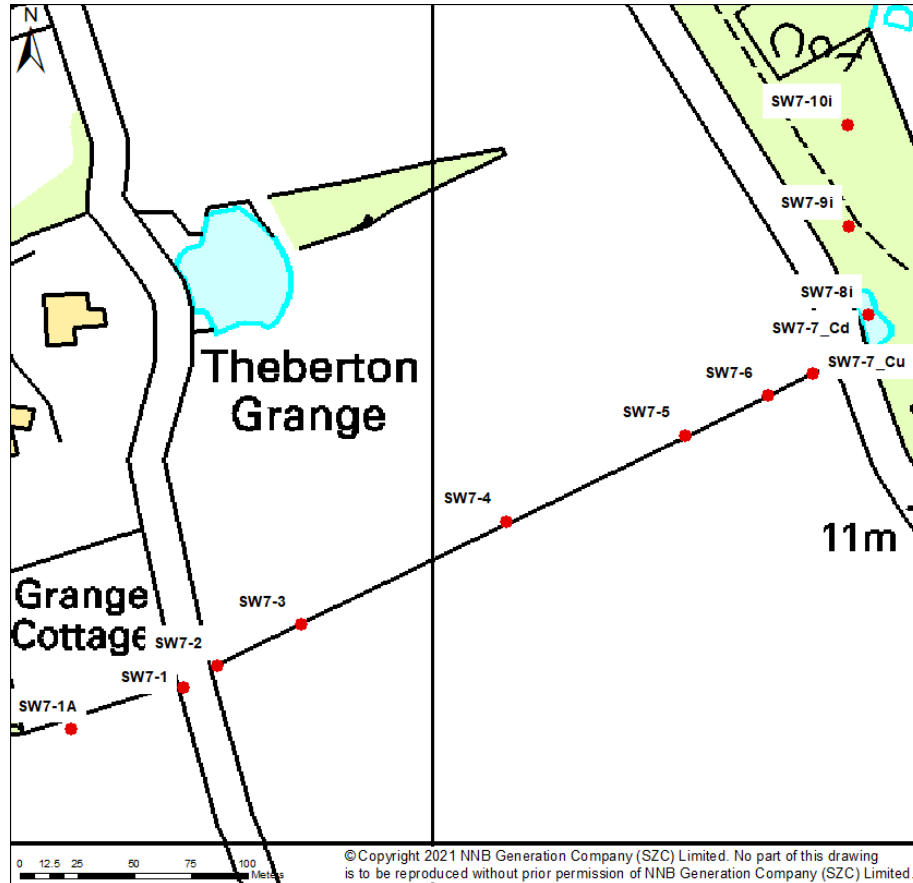 N
SW7-10i
SW7-9i
SW7-8i
SW7-7_Cd
SW7-7_Cu
SW7-6
SW7-5
Theberton
Grange
SW7-4
11m
Grange
Cottage
SW7-3
SW7-2
SW7-1
SW7-1A
0 12.5 25 50 75 100
Meters
© Copyright 2021 NNB Generation Company (SZC) Limited. No part of this drawing
is to be reproduced without prior permission of NNB Generation Company (SZC) Limited.